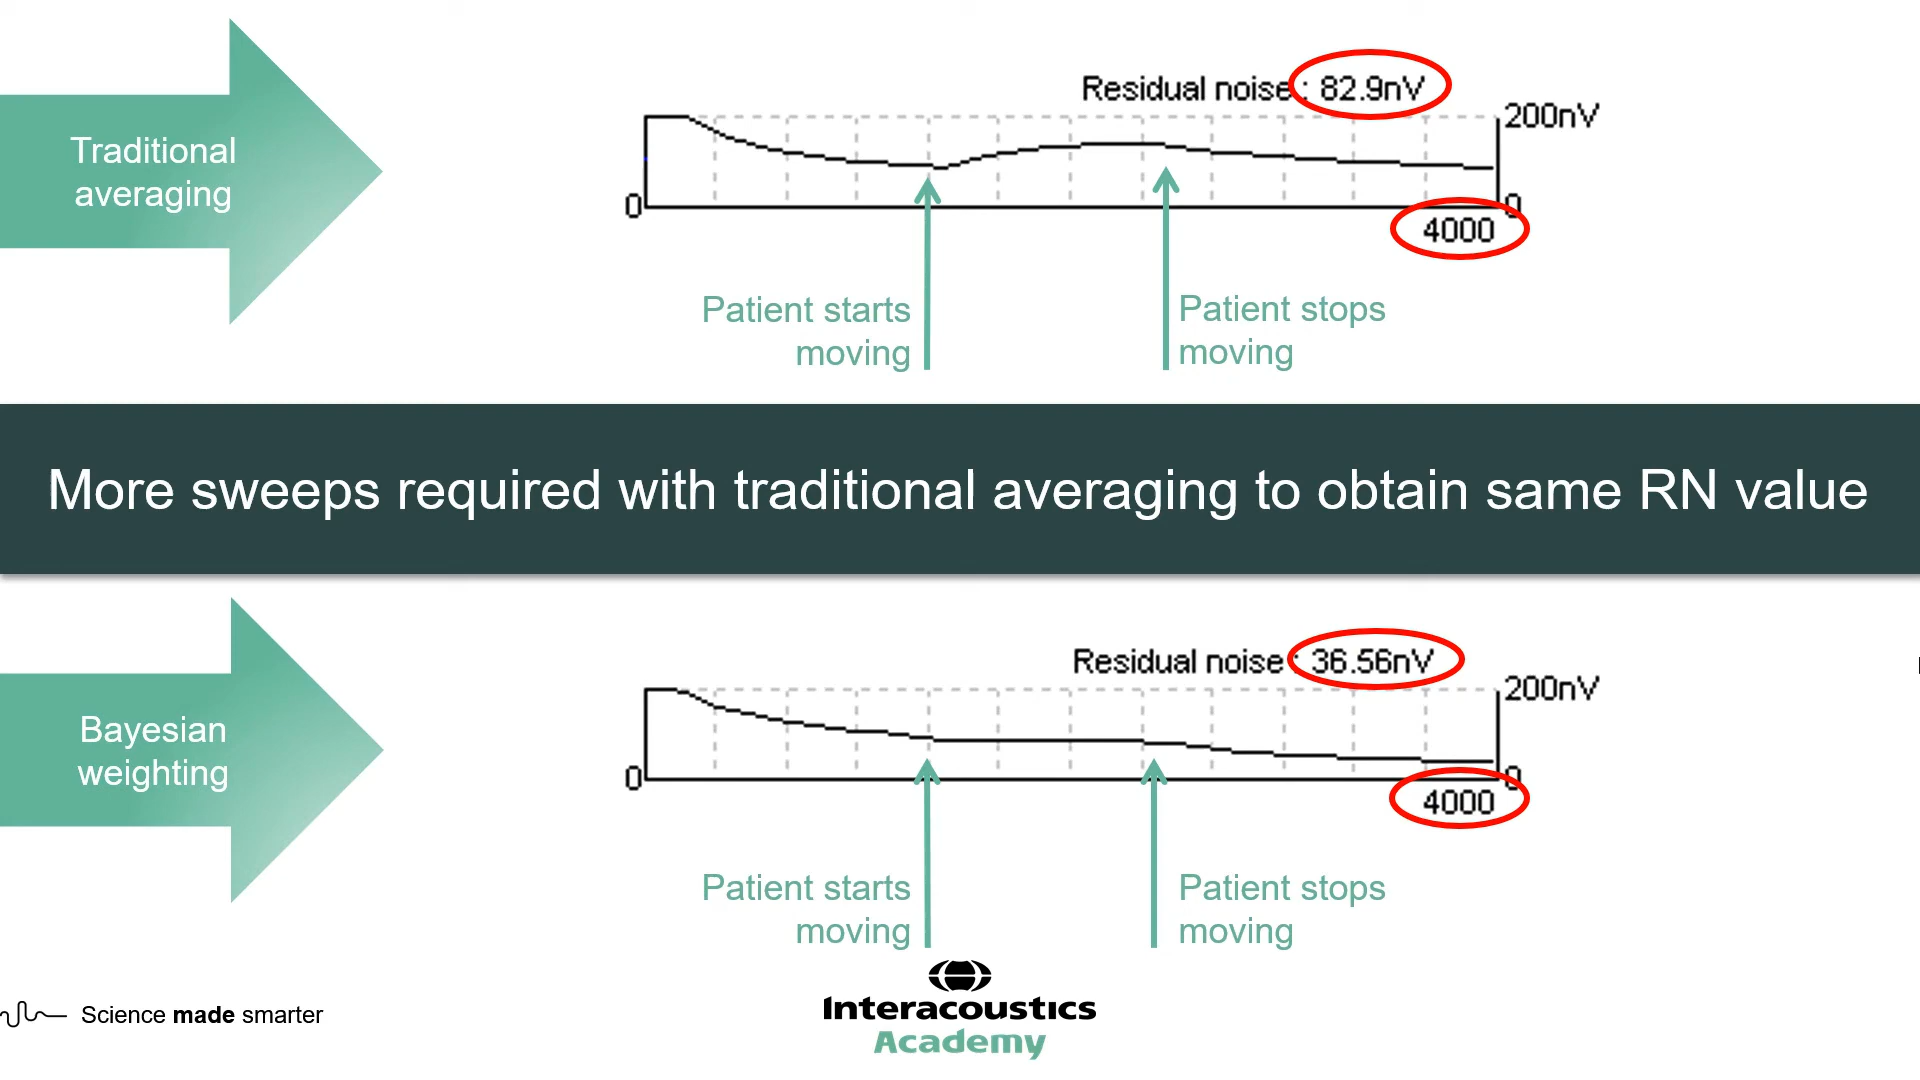 Traditional
averaging
Residual noise : 82.9nV
200nV
0
0
4000
Patient starts
moving
Patient stops
moving
More sweeps required with traditional averaging to obtain same RN value
Bayesian
weighting
Residual noise : 36.56nV
200nV
0
0
4000
Patient starts
moving
Patient stops
moving
Science made smarter
Interacoustics
Academy